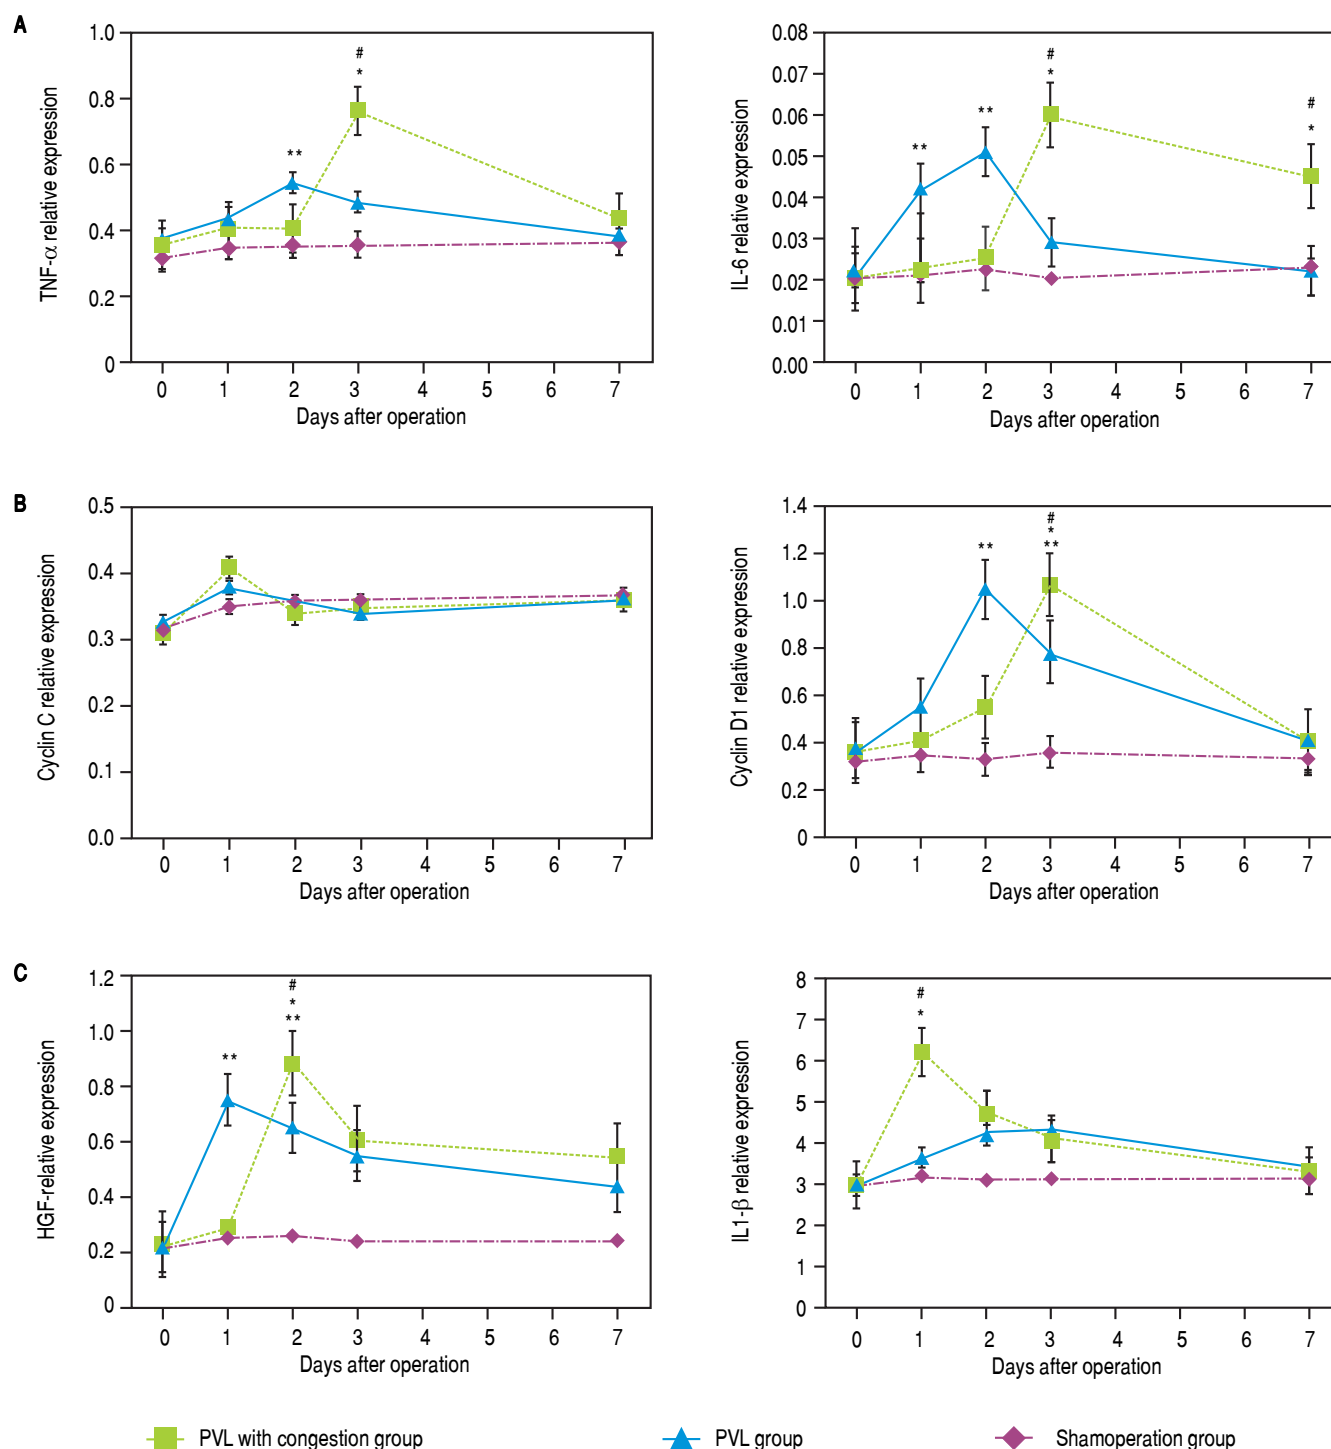 A
TNF-α relative expression
1.0
0.8
0.6
0.4
0.2
0
#
*
**
0 1 2 3 4 5 6 7
Days after operation
IL-6 relative expression
0.08
0.07
0.06
0.05
0.04
0.03
0.02
0.01
0.00
#
*
**
**
#
*
0 1 2 3 4 5 6 7
Days after operation
B
Cyclin C relative expression
0.5
0.4
0.3
0.2
0.1
0.0
0 1 2 3 4 5 6 7
Days after operation
Cyclin D1 relative expression
1.4
1.2
1.0
0.8
0.6
0.4
0.2
0
**
#
*
**
0 1 2 3 4 5 6 7
Days after operation
C
HGF-relative expression
1.2
1.0
0.8
0.6
0.4
0.2
0
**
#
*
**
0 1 2 3 4 5 6 7
Days after operation
IL1-β relative expression
8
7
6
5
4
3
2
1
0
#
*
0 1 2 3 4 5 6 7
Days after operation
PVL with congestion group PVL group Shamoperation group